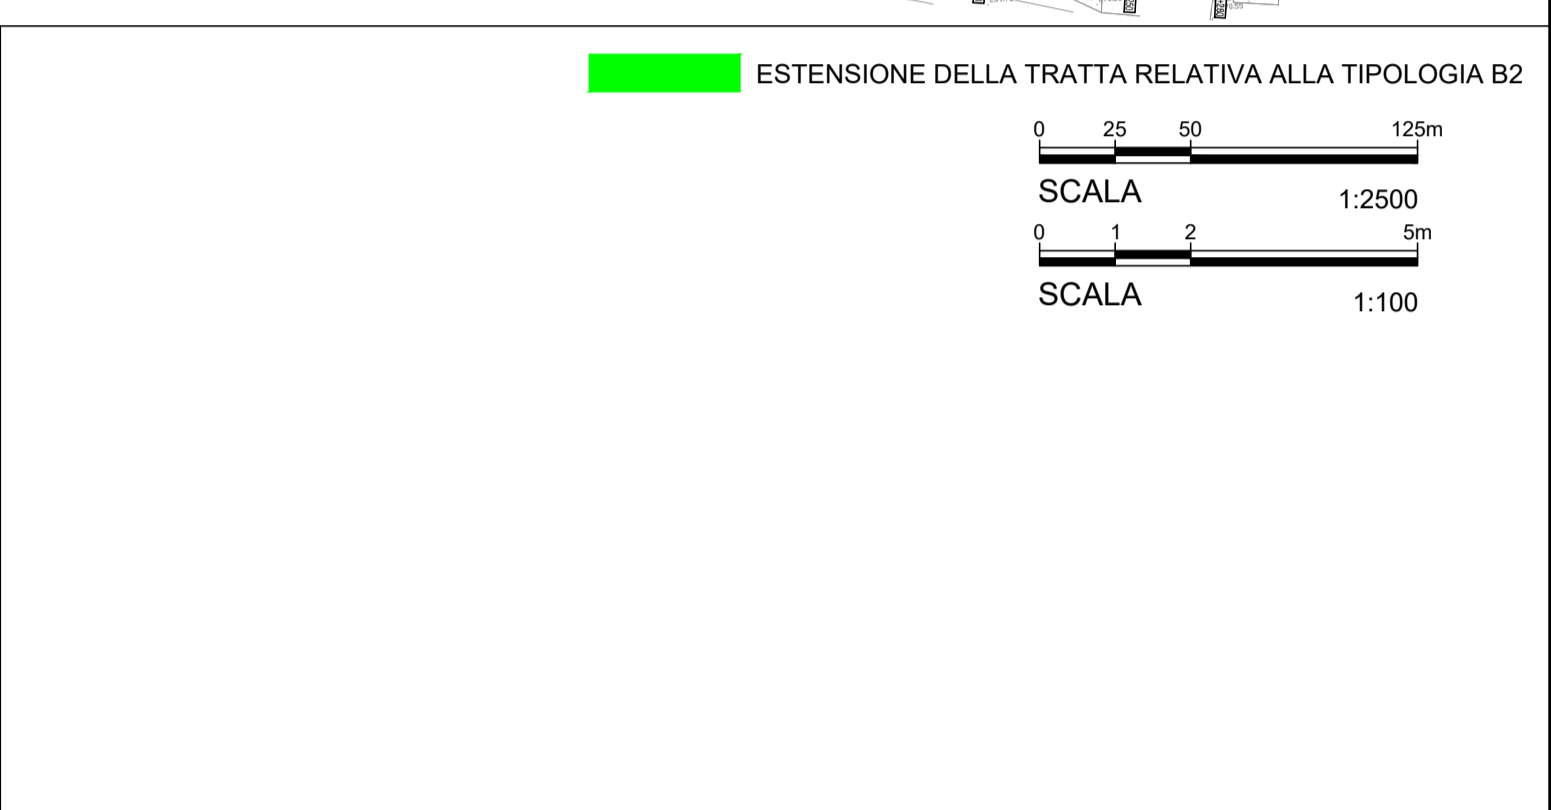 ESTENSIONE DELLA TRATTA RELATIVA ALLA TIPOLOGIA B2
0 25 50 125m
SCALA 1:2500
0 1 2 5m
SCALA 1:100